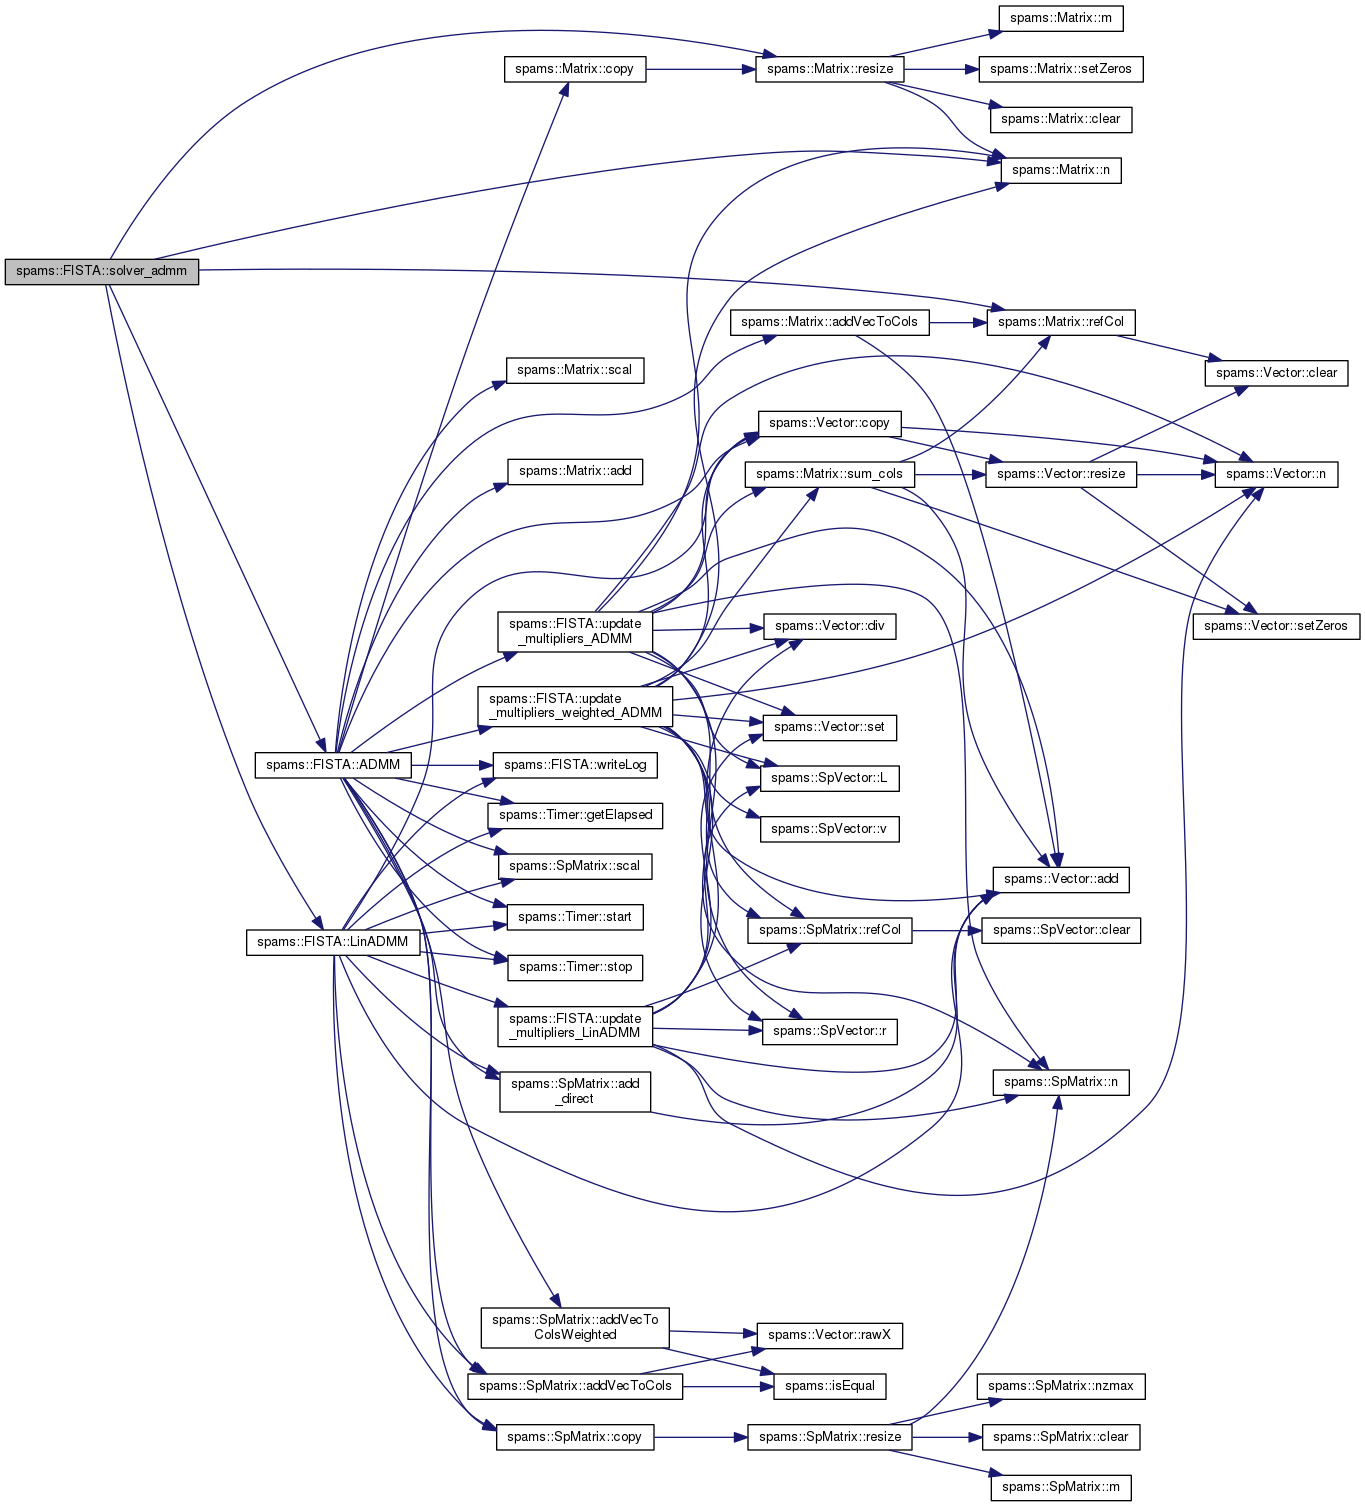 spams::Matrix::m
spams::Matrix::copy
spams::Matrix::resize
spams::Matrix::setZeros
spams::Matrix::clear
spams::Matrix::n
spams::FISTA::solver_admm
spams::Matrix::addVecToCols
spams::Matrix::refCol
spams::Matrix::scal
spams::Vector::clear
spams::Vector::copy
spams::Matrix::add
spams::Matrix::sum_cols
spams::Vector::resize
spams::Vector::n
spams::FISTA::update
_multipliers_ADMM
spams::Vector::div
spams::Vector::setZeros
spams::FISTA::update
_multipliers_weighted_ADMM
spams::Vector::set
spams::FISTA::ADMM
spams::FISTA::writeLog
spams::SpVector::L
spams::Timer::getElapsed
spams::SpVector::v
spams::SpMatrix::scal
spams::Vector::add
spams::Timer::start
spams::SpMatrix::refCol
spams::SpVector::clear
spams::FISTA::LinADMM
spams::Timer::stop
spams::FISTA::update
_multipliers_LinADMM
spams::SpVector::r
spams::SpMatrix::add
_direct
spams::SpMatrix::n
spams::SpMatrix::addVecTo
ColsWeighted
spams::Vector::rawX
spams::SpMatrix::addVecToCols
spams::isEqual
spams::SpMatrix::nzmax
spams::SpMatrix::copy
spams::SpMatrix::resize
spams::SpMatrix::clear
spams::SpMatrix::m